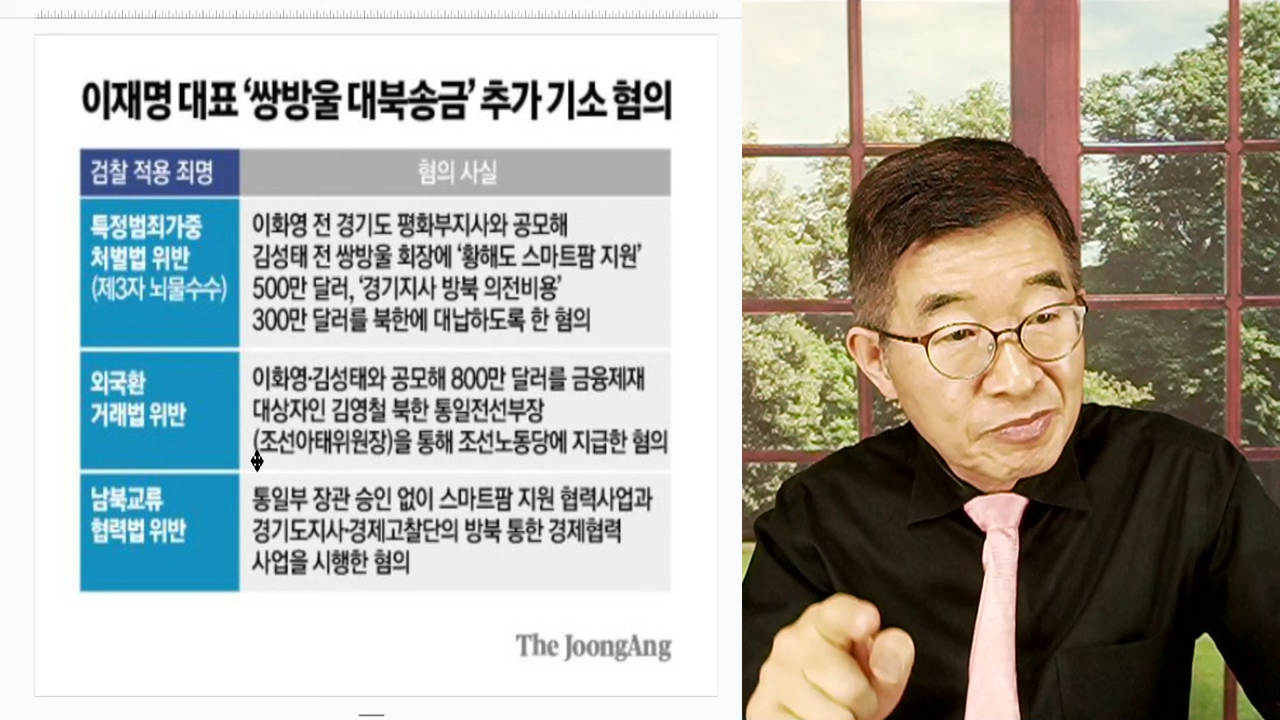 이재명 대표 ‘쌍방울 대북송금’ 추가 기소 혐의
검찰 적용 죄명
혐의 사실
특정범죄가중
처벌법 위반
(제3자 뇌물수수)
이화영 전 경기도 평화부지사와 공모해
김성태 전 쌍방울 회장에 ‘황해도 스마트팜 지원’
500만 달러, ‘경기지사 방북 의전비용’
300만 달러를 북한에 대납하도록 한 혐의
외국환
거래법 위반
이화영·김성태와 공모해 800만 달러를 금융제재
대상자인 김영철 북한 통일전선부장
(조선아태위원장)을 통해 조선노동당에 지급한 혐의
남북교류
협력법 위반
통일부 장관 승인 없이 스마트팜 지원 협력사업과
경기도지사·경제고찰단의 방북 통한 경제협력
사업을 시행한 혐의
The JoongAng